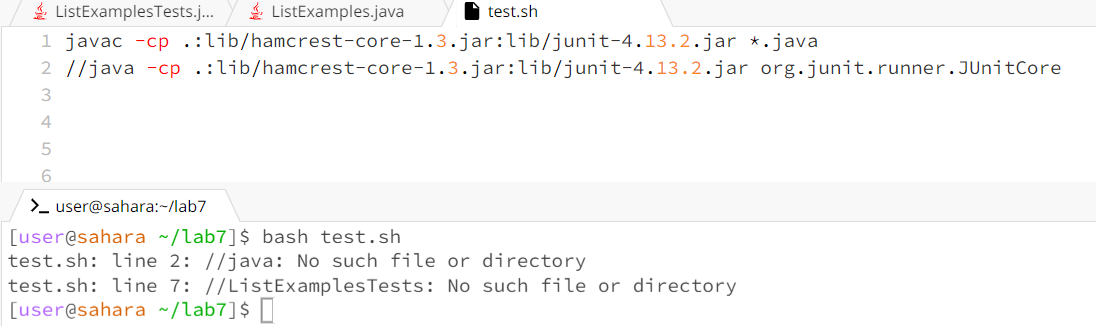 ListExamplesTests.j... ListExamples.java test.sh
1 javac -cp .:lib/hamcrest-core-1.3.jar:lib/junit-4.13.2.jar *.java
2 //java -cp .:lib/hamcrest-core-1.3.jar:lib/junit-4.13.2.jar org.junit.runner.JUnitCore
3
4
5
6
>_ user@sahara:~/lab7
[user@sahara ~/lab7]$ bash test.sh
test.sh: line 2: //java: No such file or directory
test.sh: line 7: //ListExamplesTests: No such file or directory
[user@sahara ~/lab7]$